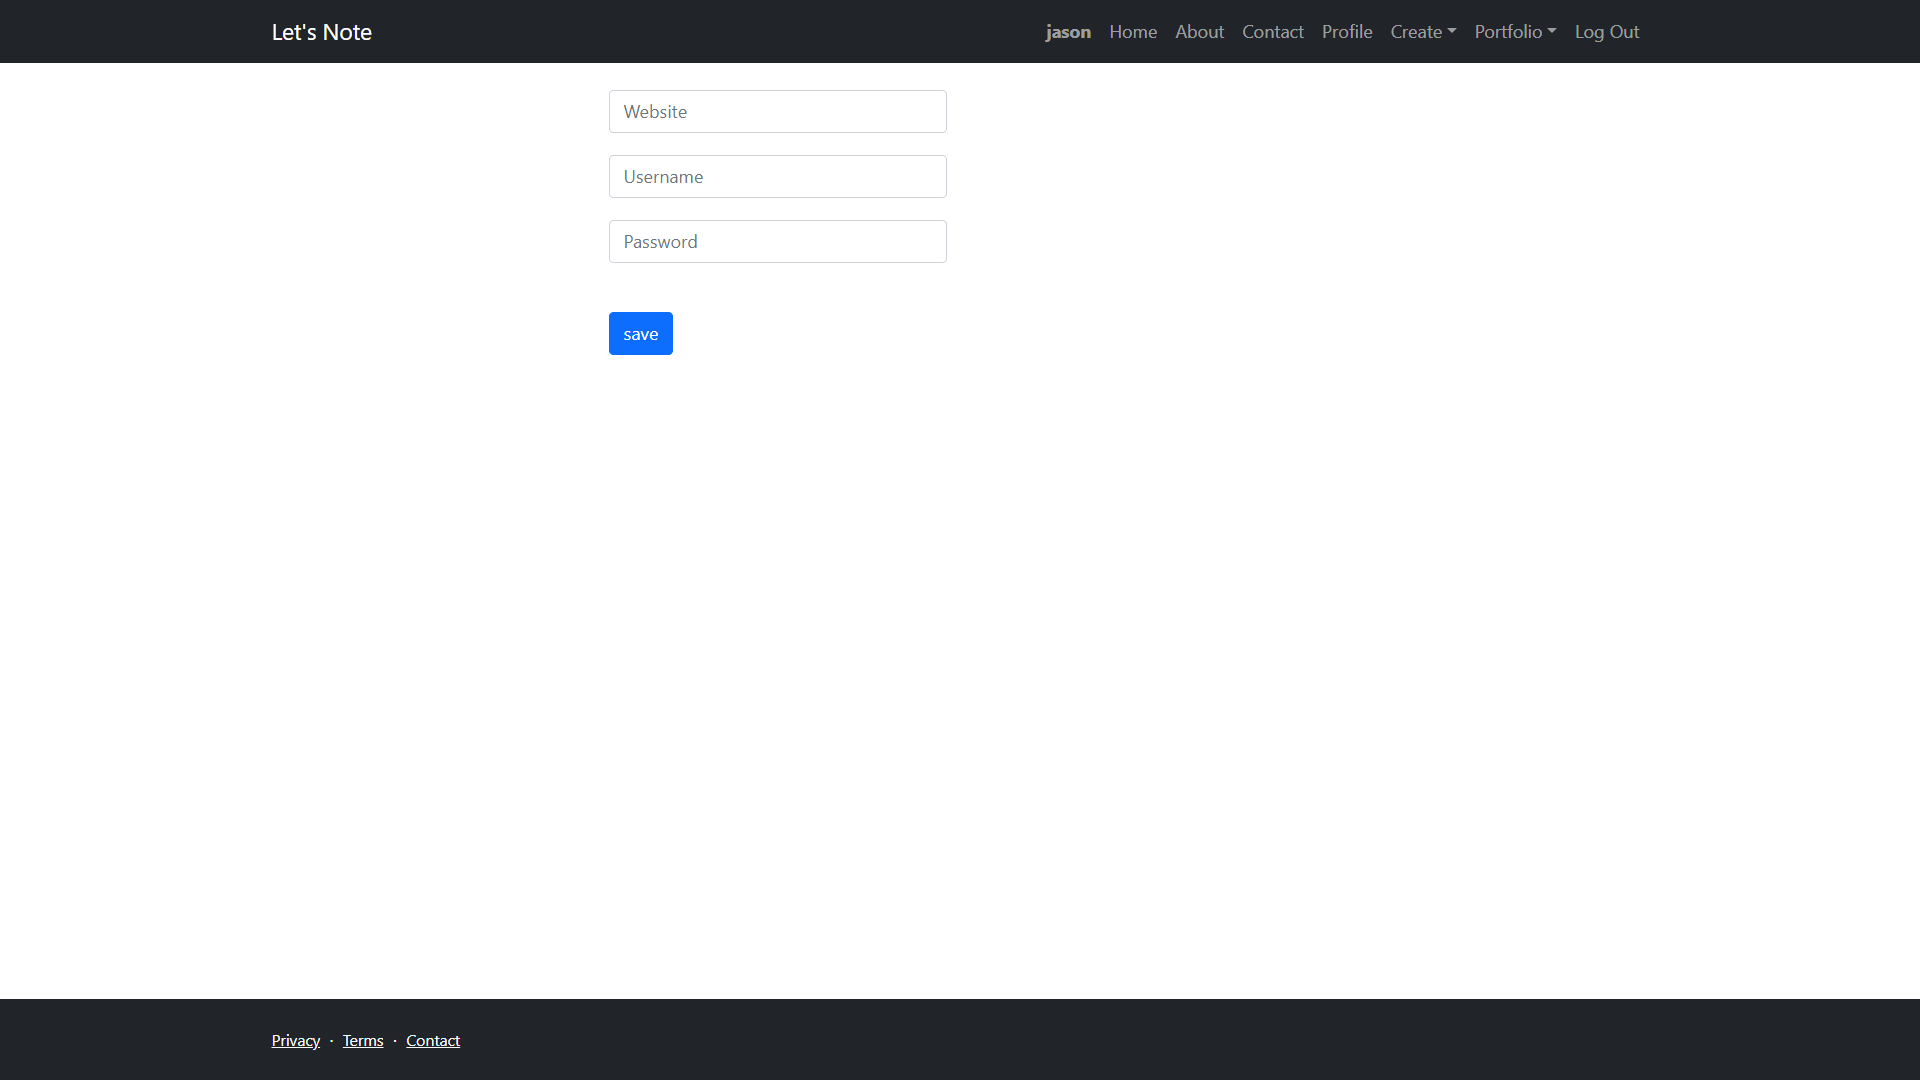 Let's Note
jason Home About Contact Profile Create Portfolio Log Out
Website
Username
Password
save
Privacy · Terms · Contact